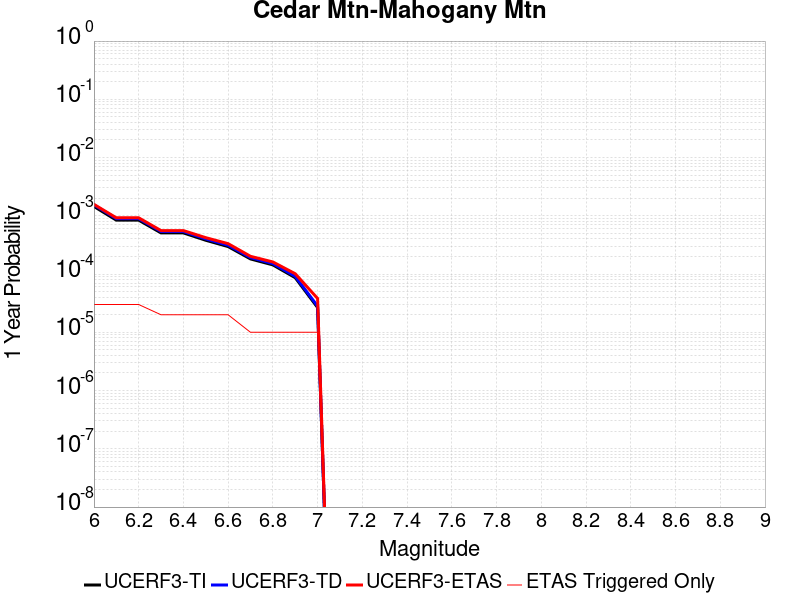 Cedar Mtn-Mahogany Mtn
10^0
10^-1
10^-2
10^-3
10^-4
10^-5
10^-6
10^-7
10^-8
1 Year Probability
6 6.2 6.4 6.6 6.8 7 7.2 7.4 7.6 7.8 8 8.2 8.4 8.6 8.8 9
Magnitude
UCERF3-TI UCERF3-TD UCERF3-ETAS ETAS Triggered Only